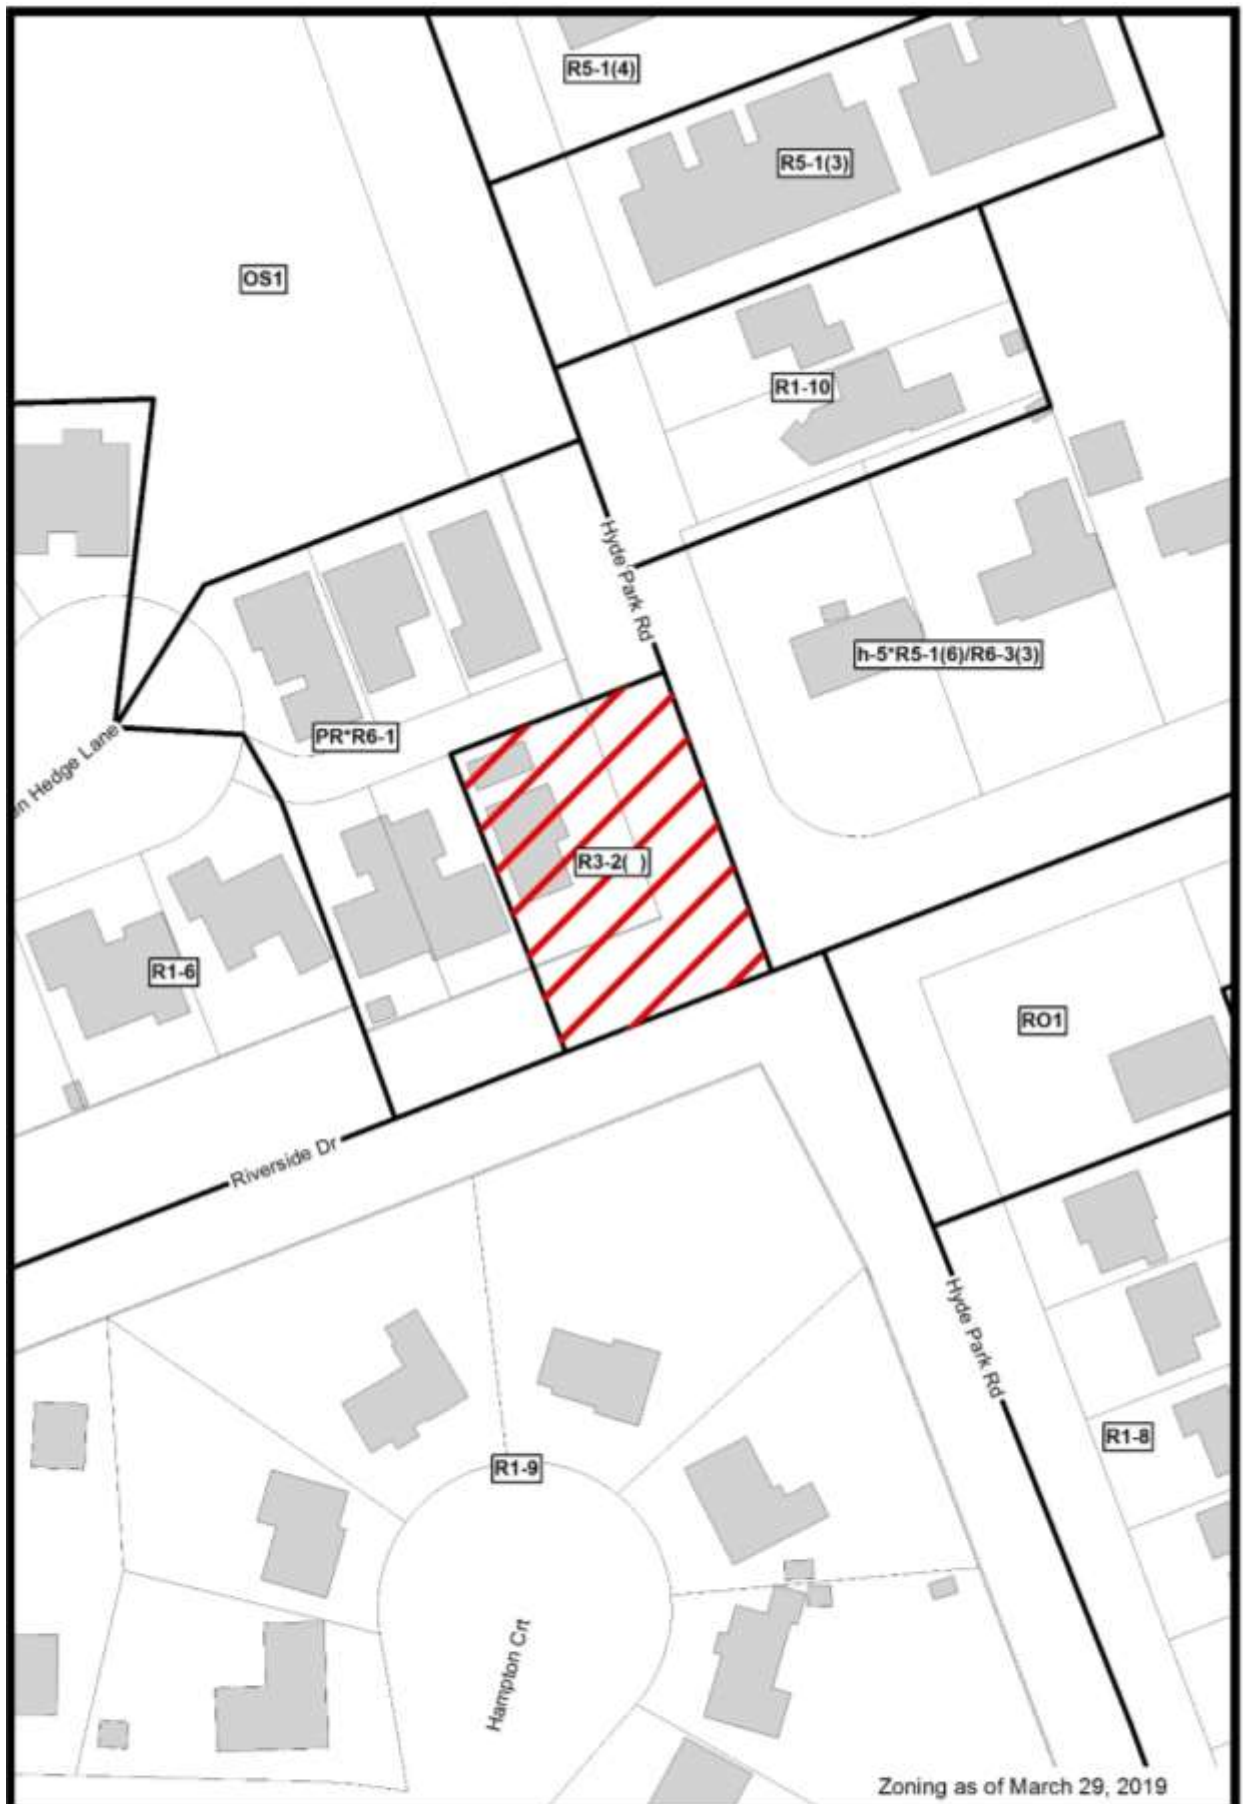 R5-1(4)
R5-1(3)
OS1
R1-10
Hyde Park Rd
h-5*R5-1(6)/R6-3(3)
PR*R6-1
Hedge Lane
R3-2( )
R1-6
RO1
Riverside Dr
Hyde Park Rd
R1-8
R1-9
Hampton Crt
Zoning as of March 29, 2019